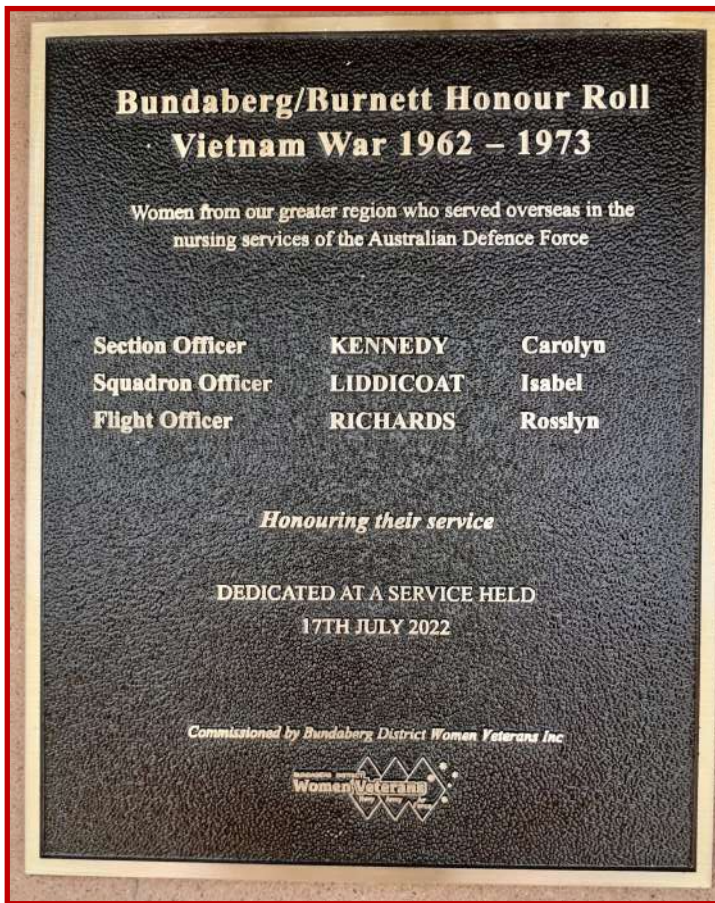 Bundaberg/Burnett Honour Roll
Vietnam War 1962 – 1973
Women from our greater region who served overseas in the
nursing services of the Australian Defence Force
Section Officer KENNEDY Carolyn
Squadron Officer LIDDICOAT Isabel
Flight Officer RICHARDS Rosslyn
Honouring their service
DEDICATED AT A SERVICE HELD
17TH JULY 2022
Commissioned by Bundaberg District Women Veterans Inc
BUNDABERG DISTRICT
Women Veterans